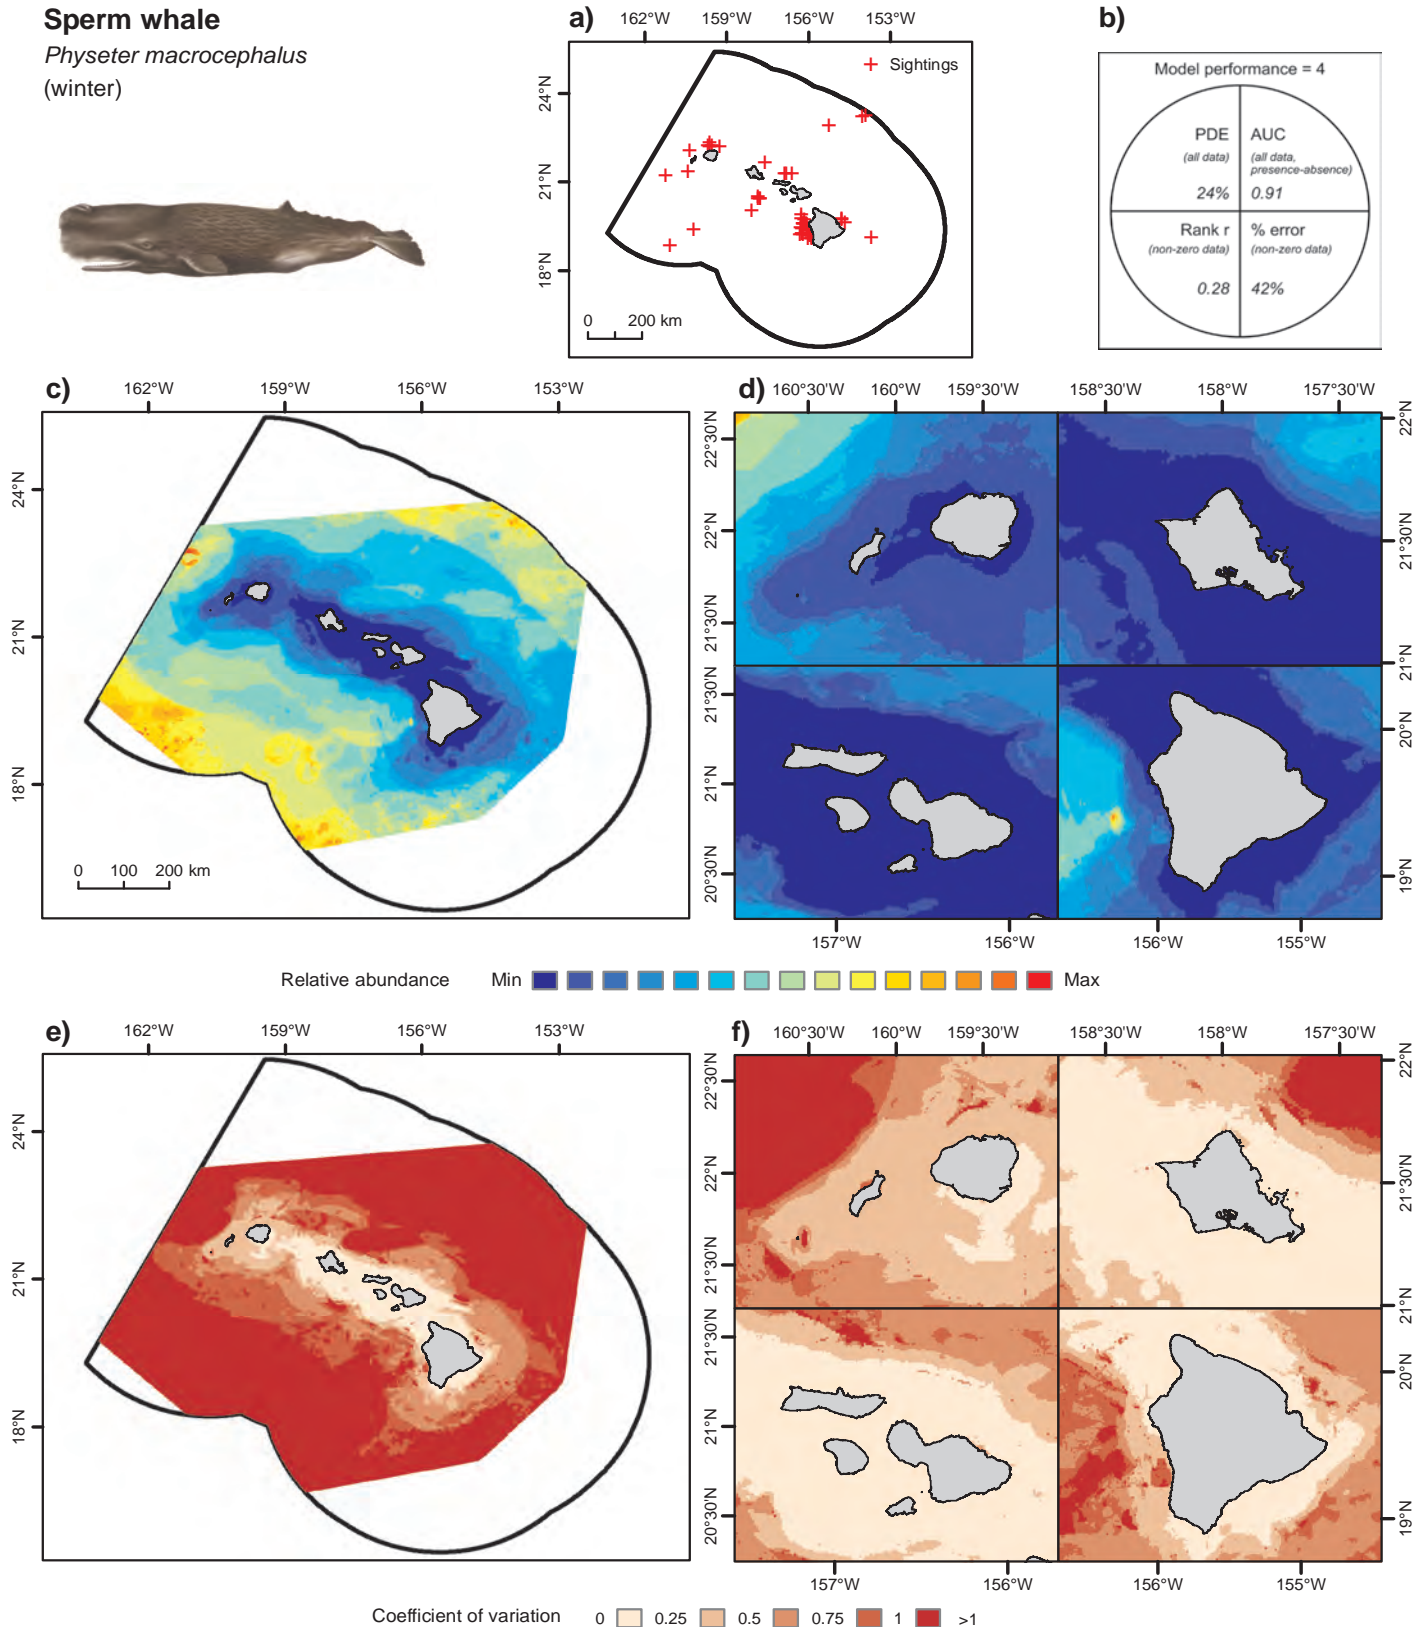 Sperm whale
Physeter macrocephalus
(winter)
a)
162°W 159°W 156°W 153°W
24°N
21°N
18°N
Sightings
0 200 km
b)
Model performance = 4
PDE
(all data)
24%
AUC
(all data,
presence-absence)
0.91
Rank r
(non-zero data)
0.28
% error
(non-zero data)
42%
c)
162°W 159°W 156°W 153°W
24°N
21°N
18°N
0 100 200 km
d)
160°30'W 160°W 159°30'W 158°30'W 158°W 157°30'W
22°30'N
22°N
21°30'N
22°N
21°30'N
21°N
21°30'N
21°N
20°30'N
20°N
19°N
157°W 156°W 156°W 155°W
Relative abundance Min Max
e)
162°W 159°W 156°W 153°W
24°N
21°N
18°N
f)
160°30'W 160°W 159°30'W 158°30'W 158°W 157°30'W
22°30'N
22°N
21°30'N
22°N
21°30'N
21°N
21°30'N
21°N
20°30'N
20°N
19°N
157°W 156°W 156°W 155°W
Coefficient of variation 0 0.25 0.5 0.75 1 >1